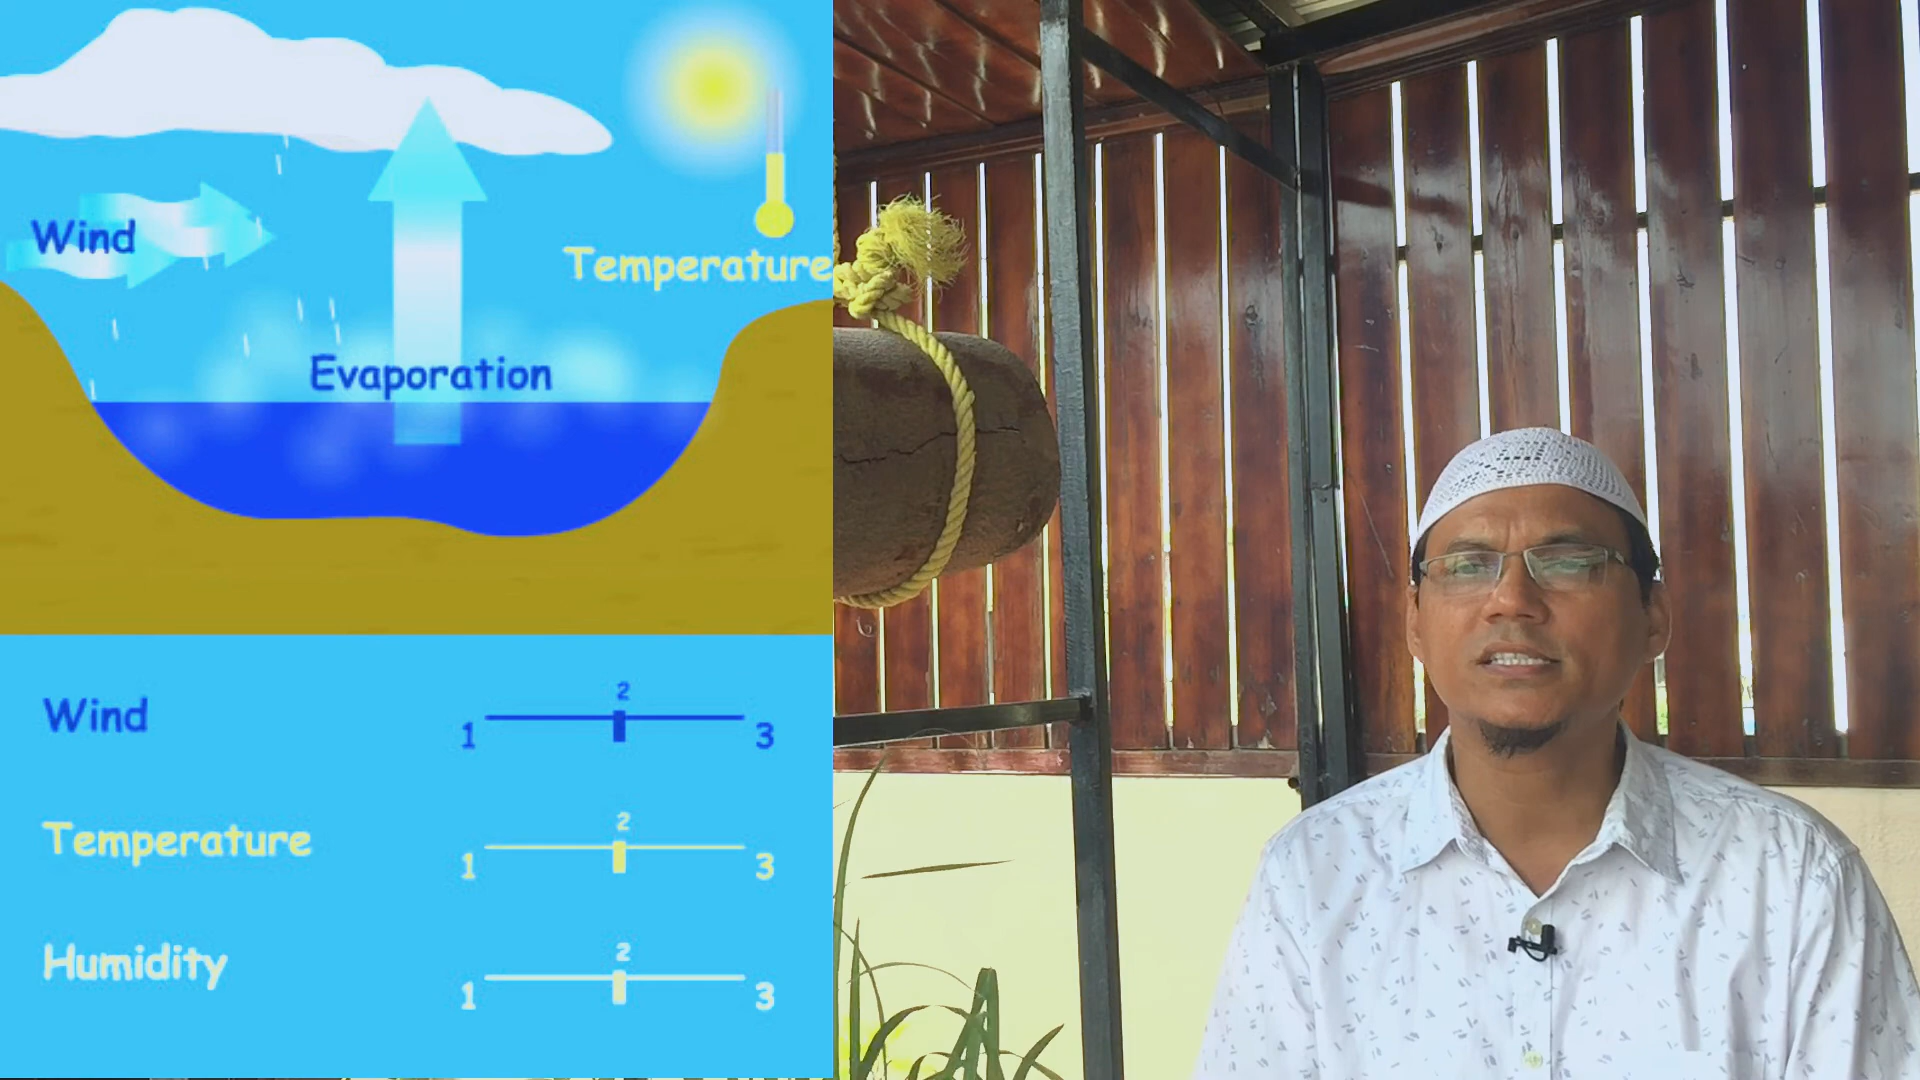 Wind
Temperature
Evaporation
Wind
1 2 3
Temperature
1 2 3
Humidity
1 2 3